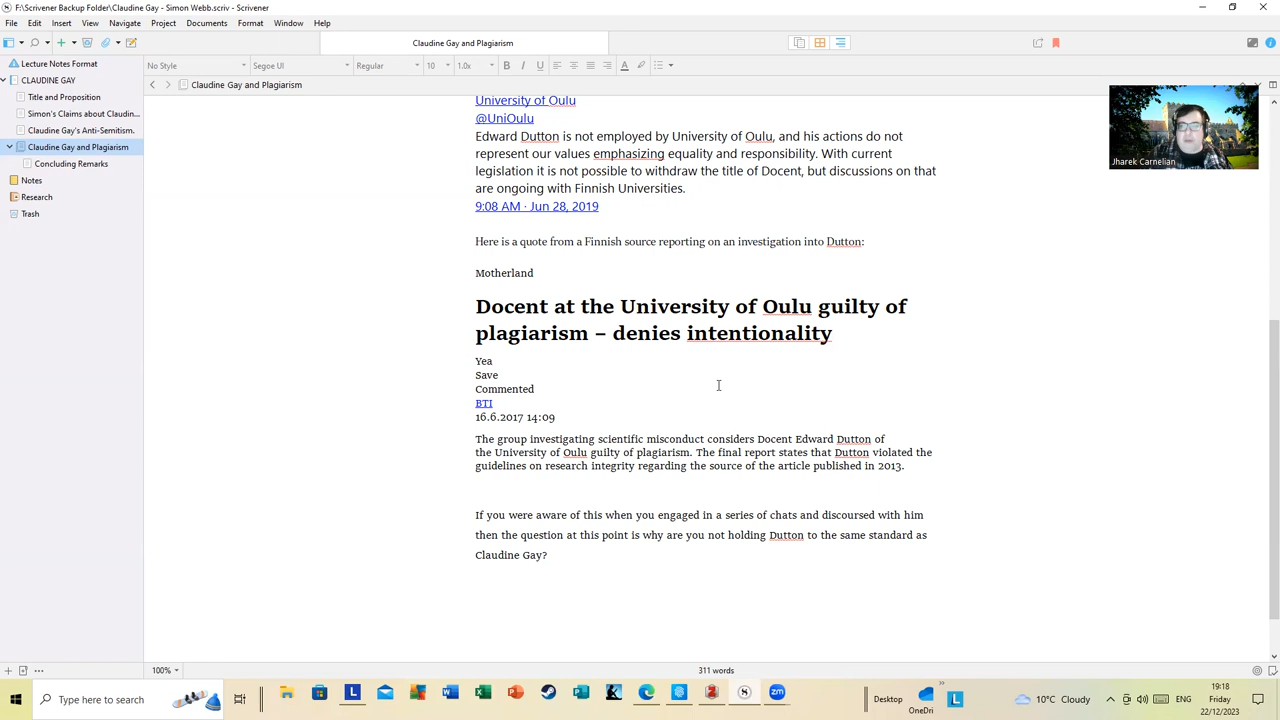 F:\Scrivener Backup Folder\Claudine Gay - Simon Webb.scriv - Scrivener
File Edit Insert View Navigate Project Documents Format Window Help
Claudine Gay and Plagiarism
No Style Segoe UI Regular 10 1.0x B I U A
Lecture Notes Format
CLAUDINE GAY
Title and Proposition
Simon's Claims about Claudin...
Claudine Gay's Anti-Semitism.
Claudine Gay and Plagiarism
Concluding Remarks
Notes
Research
Trash
Claudine Gay and Plagiarism
University of Oulu
@UniOulu
Edward Dutton is not employed by University of Oulu, and his actions do not
represent our values emphasizing equality and responsibility. With current
legislation it is not possible to withdraw the title of Docent, but discussions on that
are ongoing with Finnish Universities.
9:08 AM · Jun 28, 2019
Here is a quote from a Finnish source reporting on an investigation into Dutton:
Motherland
Docent at the University of Oulu guilty of
plagiarism – denies intentionality
Yea
Save
Commented
BTI
16.6.2017 14:09
The group investigating scientific misconduct considers Docent Edward Dutton of
the University of Oulu guilty of plagiarism. The final report states that Dutton violated the
guidelines on research integrity regarding the source of the article published in 2013.
If you were aware of this when you engaged in a series of chats and discoursed with him
then the question at this point is why are you not holding Dutton to the same standard as
Claudine Gay?
Jharek Carnelian
100% 311 words
Type here to search
Desktop
OneDri
10°C Cloudy
ENG
19:18
Friday
22/12/2023